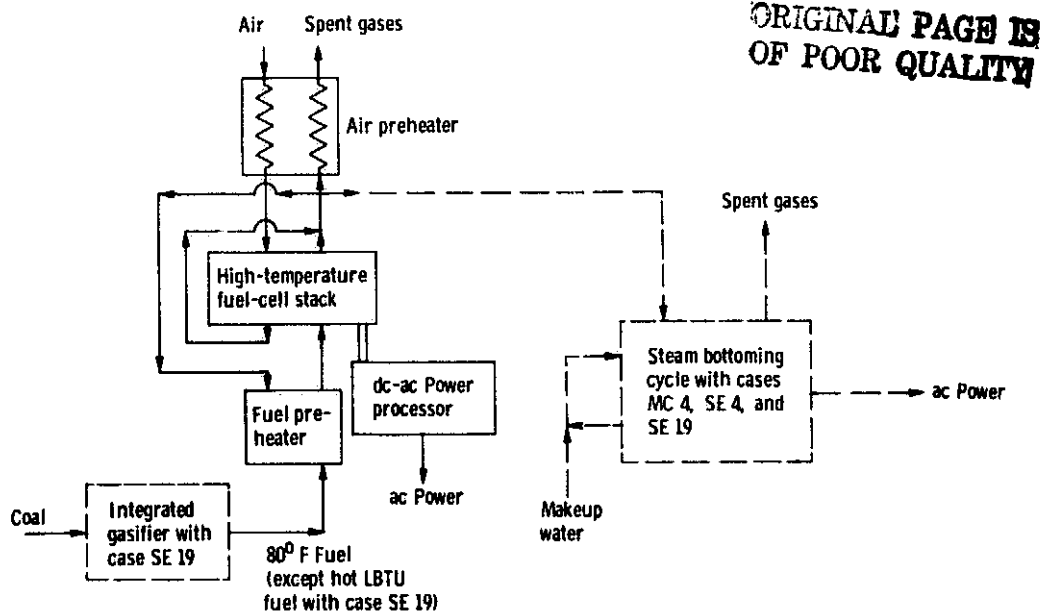 ORIGINAL PAGE IS
OF POOR QUALITY
Air
Spent gases
Air preheater
High-temperature
fuel-cell stack
Fuel pre-
heater
dc-ac Power
processor
ac Power
Coal
Integrated
gasifier with
case SE 19
80⁰ F Fuel
(except hot LBTU
fuel with case SE 19)
Spent gases
Steam bottoming
cycle with cases
MC 4, SE 4, and
SE 19
ac Power
Makeup
water